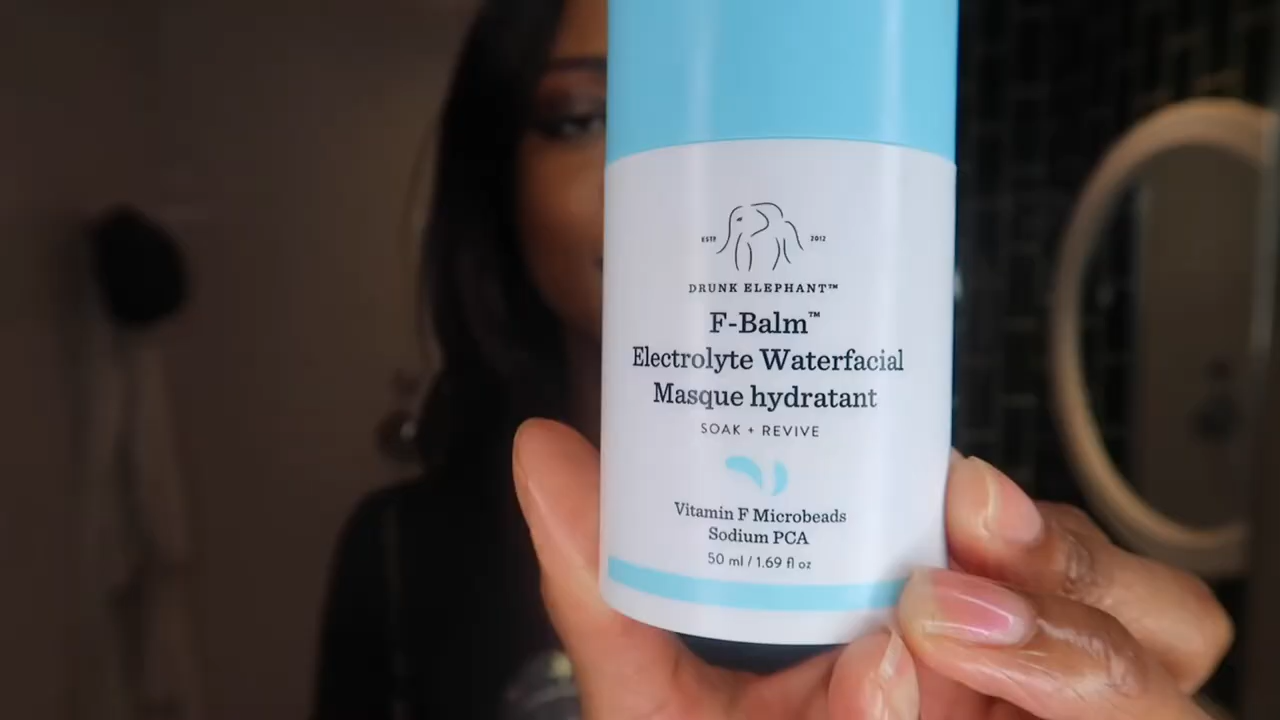 ESTᴰ 2012
DRUNK ELEPHANT™
F-Balm™
Electrolyte Waterfacial
Masque hydratant
SOAK + REVIVE
Vitamin F Microbeads
Sodium PCA
50 ml / 1.69 fl oz